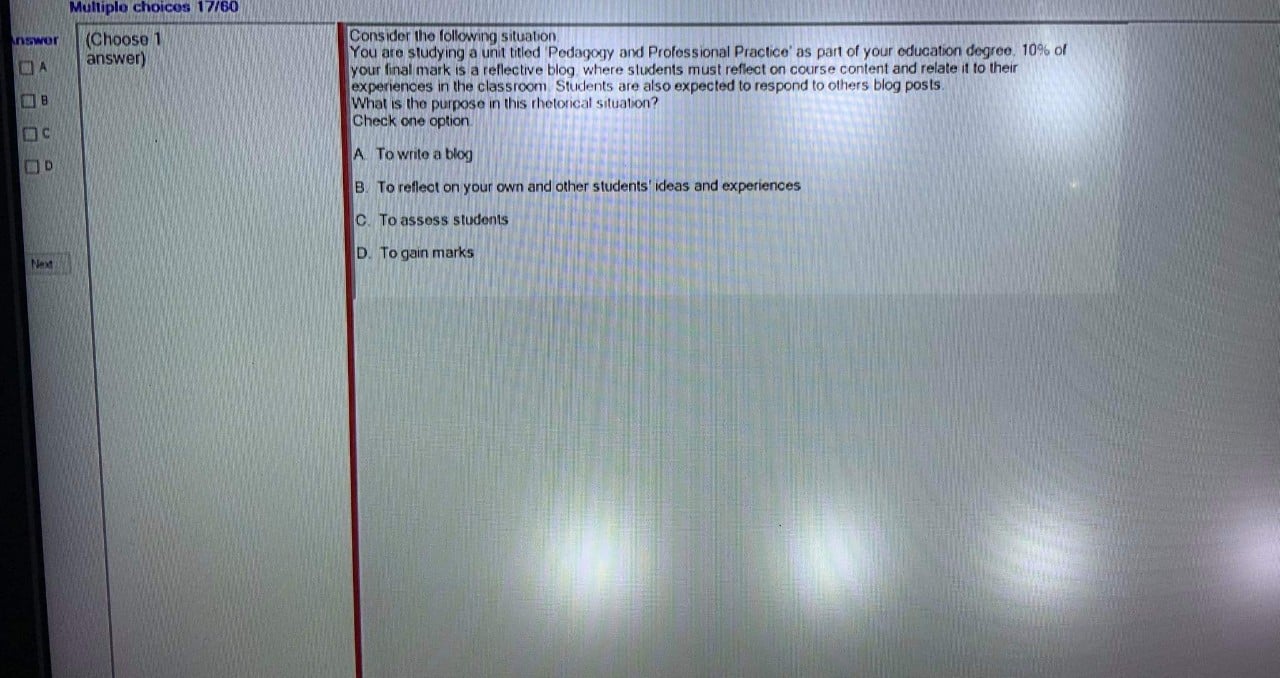 Multiple choices 17/60
Answer
A
B
C
D
Next
(Choose 1
answer)
Consider the following situation
You are studying a unit titled 'Pedagogy and Professional Practice' as part of your education degree. 10% of
your final mark is a reflective blog, where students must reflect on course content and relate it to their
experiences in the classroom. Students are also expected to respond to others blog posts.
What is the purpose in this rhetorical situation?
Check one option.
A. To write a blog
B. To reflect on your own and other students' ideas and experiences
C. To assess students
D. To gain marks